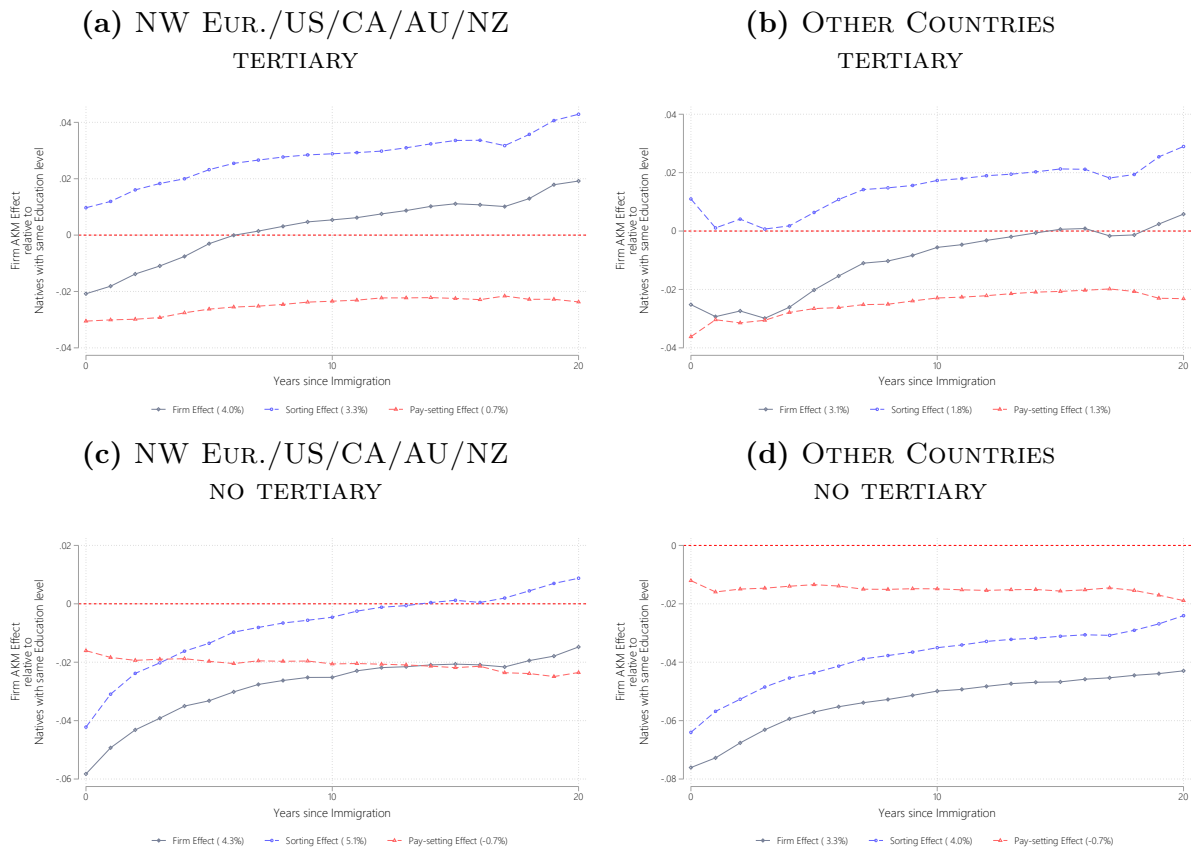 (a) NW Eur./US/CA/AU/NZ
tertiary
Firm AKM Effect
relative to
Natives with same Education level
.04
.02
0
-.02
-.04
0
10
20
Years since Immigration
Firm Effect ( 4.0%)
Sorting Effect ( 3.3%)
Pay-setting Effect ( 0.7%)
(b) Other Countries
tertiary
Firm AKM Effect
relative to
Natives with same Education level
.04
.02
0
-.02
-.04
0
10
20
Years since Immigration
Firm Effect ( 3.1%)
Sorting Effect ( 1.8%)
Pay-setting Effect ( 1.3%)
(c) NW Eur./US/CA/AU/NZ
no tertiary
Firm AKM Effect
relative to
Natives with same Education level
.02
0
-.02
-.04
-.06
0
10
20
Years since Immigration
Firm Effect ( 4.3%)
Sorting Effect ( 5.1%)
Pay-setting Effect (-0.7%)
(d) Other Countries
no tertiary
Firm AKM Effect
relative to
Natives with same Education level
0
-.02
-.04
-.06
-.08
0
10
20
Years since Immigration
Firm Effect ( 3.3%)
Sorting Effect ( 4.0%)
Pay-setting Effect (-0.7%)